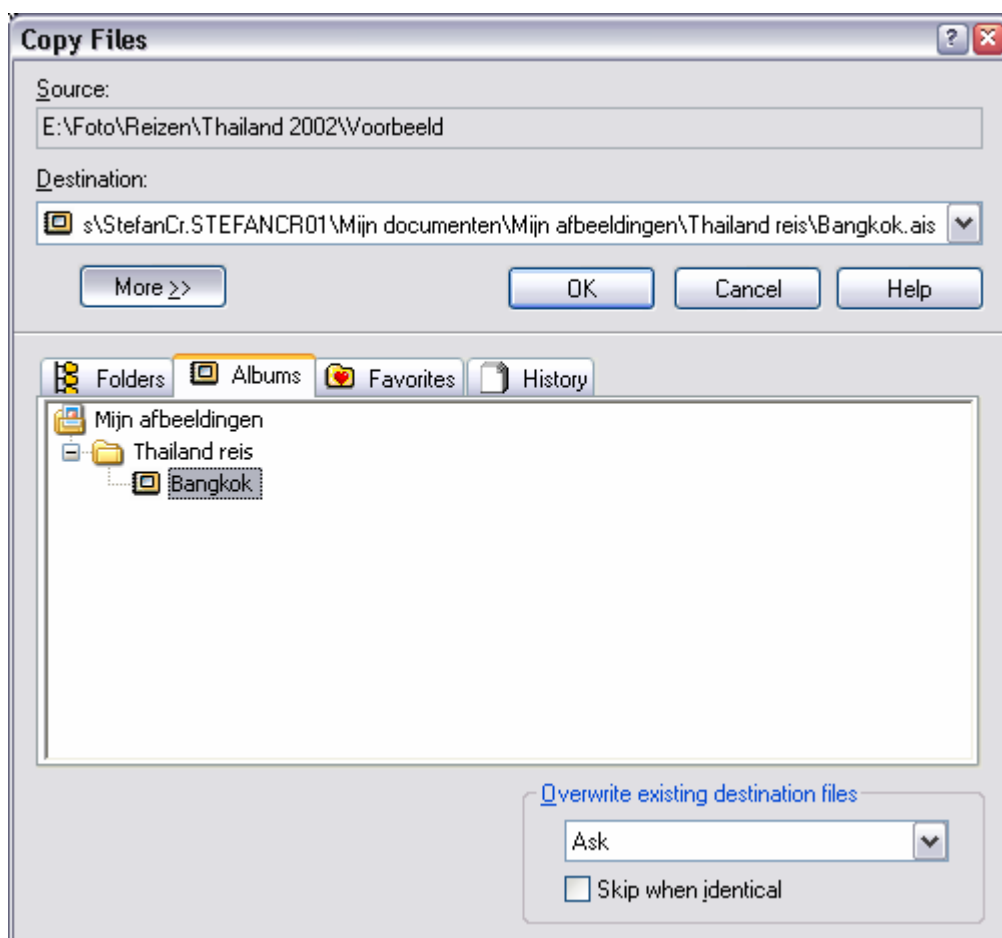 Copy Files
Source:
E:\Foto\Reizen\Thailand 2002\Voorbeeld
Destination:
s\StefanCr.STEFANCR01\Mijn documenten\Mijn afbeeldingen\Thailand reis\Bangkok.ais
More >> OK Cancel Help
Folders Albums Favorites History
Mijn afbeeldingen
Thailand reis
Bangkok
Overwrite existing destination files
Ask
Skip when identical